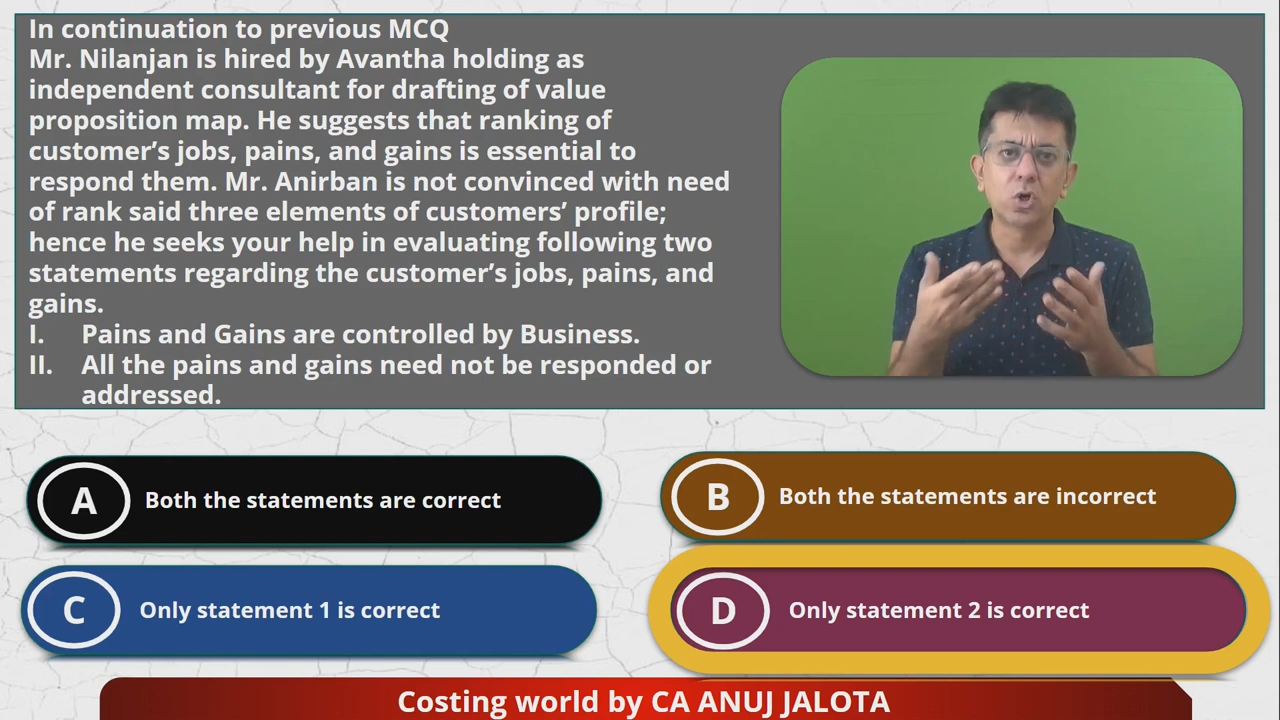 In continuation to previous MCQ
Mr. Nilanjan is hired by Avantha holding as
independent consultant for drafting of value
proposition map. He suggests that ranking of
customer’s jobs, pains, and gains is essential to
respond them. Mr. Anirban is not convinced with need
of rank said three elements of customers’ profile;
hence he seeks your help in evaluating following two
statements regarding the customer’s jobs, pains, and
gains.
I. Pains and Gains are controlled by Business.
II. All the pains and gains need not be responded or
addressed.
A Both the statements are correct
B Both the statements are incorrect
C Only statement 1 is correct
D Only statement 2 is correct
Costing world by CA ANUJ JALOTA